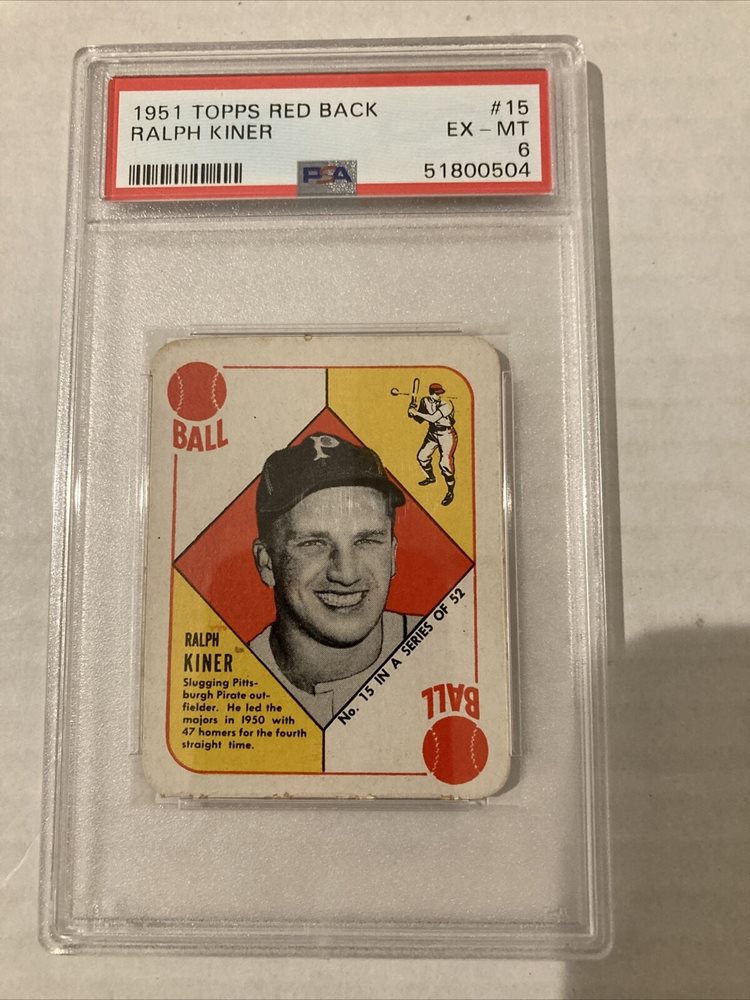 1951 TOPPS RED BACK #15
RALPH KINER EX - MT
6
PSA 51800504
BALL
P
RALPH
KINER
Slugging Pitts-
burgh Pirate out-
fielder. He led the
majors in 1950 with
47 homers for the fourth
straight time.
No. 15 IN A SERIES OF 52
BALL